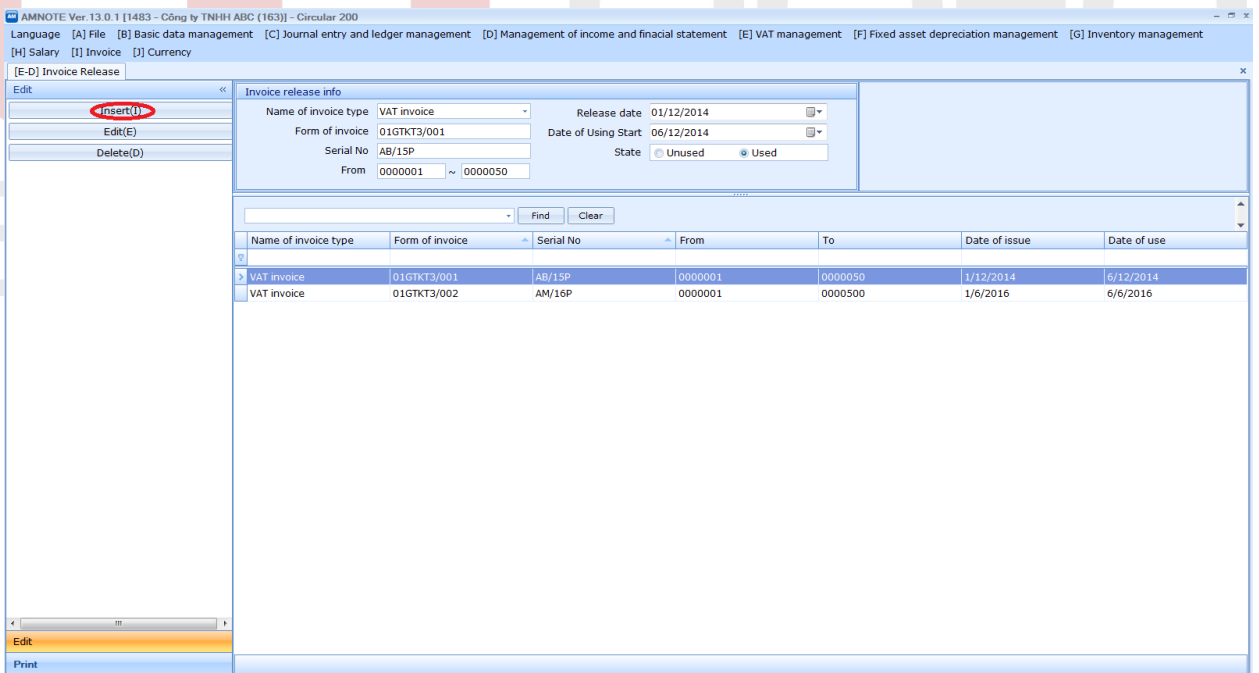 AMNOTE Ver.13.0.1 [1483 - Công ty TNHH ABC (163)] - Circular 200
Language [A] File [B] Basic data management [C] Journal entry and ledger management [D] Management of income and finacial statement [E] VAT management [F] Fixed asset depreciation management [G] Inventory management
[H] Salary [I] Invoice [J] Currency
[E-D] Invoice Release
Edit
Insert(I)
Edit(E)
Delete(D)
Invoice release info
Name of invoice type VAT invoice Release date 01/12/2014
Form of invoice 01GTKT3/001 Date of Using Start 06/12/2014
Serial No AB/15P State Unused Used
From 0000001 ~ 0000050
Find Clear
Name of invoice type Form of invoice Serial No From To Date of issue Date of use
VAT invoice 01GTKT3/001 AB/15P 0000001 0000050 1/12/2014 6/12/2014
VAT invoice 01GTKT3/002 AM/16P 0000001 0000500 1/6/2016 6/6/2016
Edit
Print